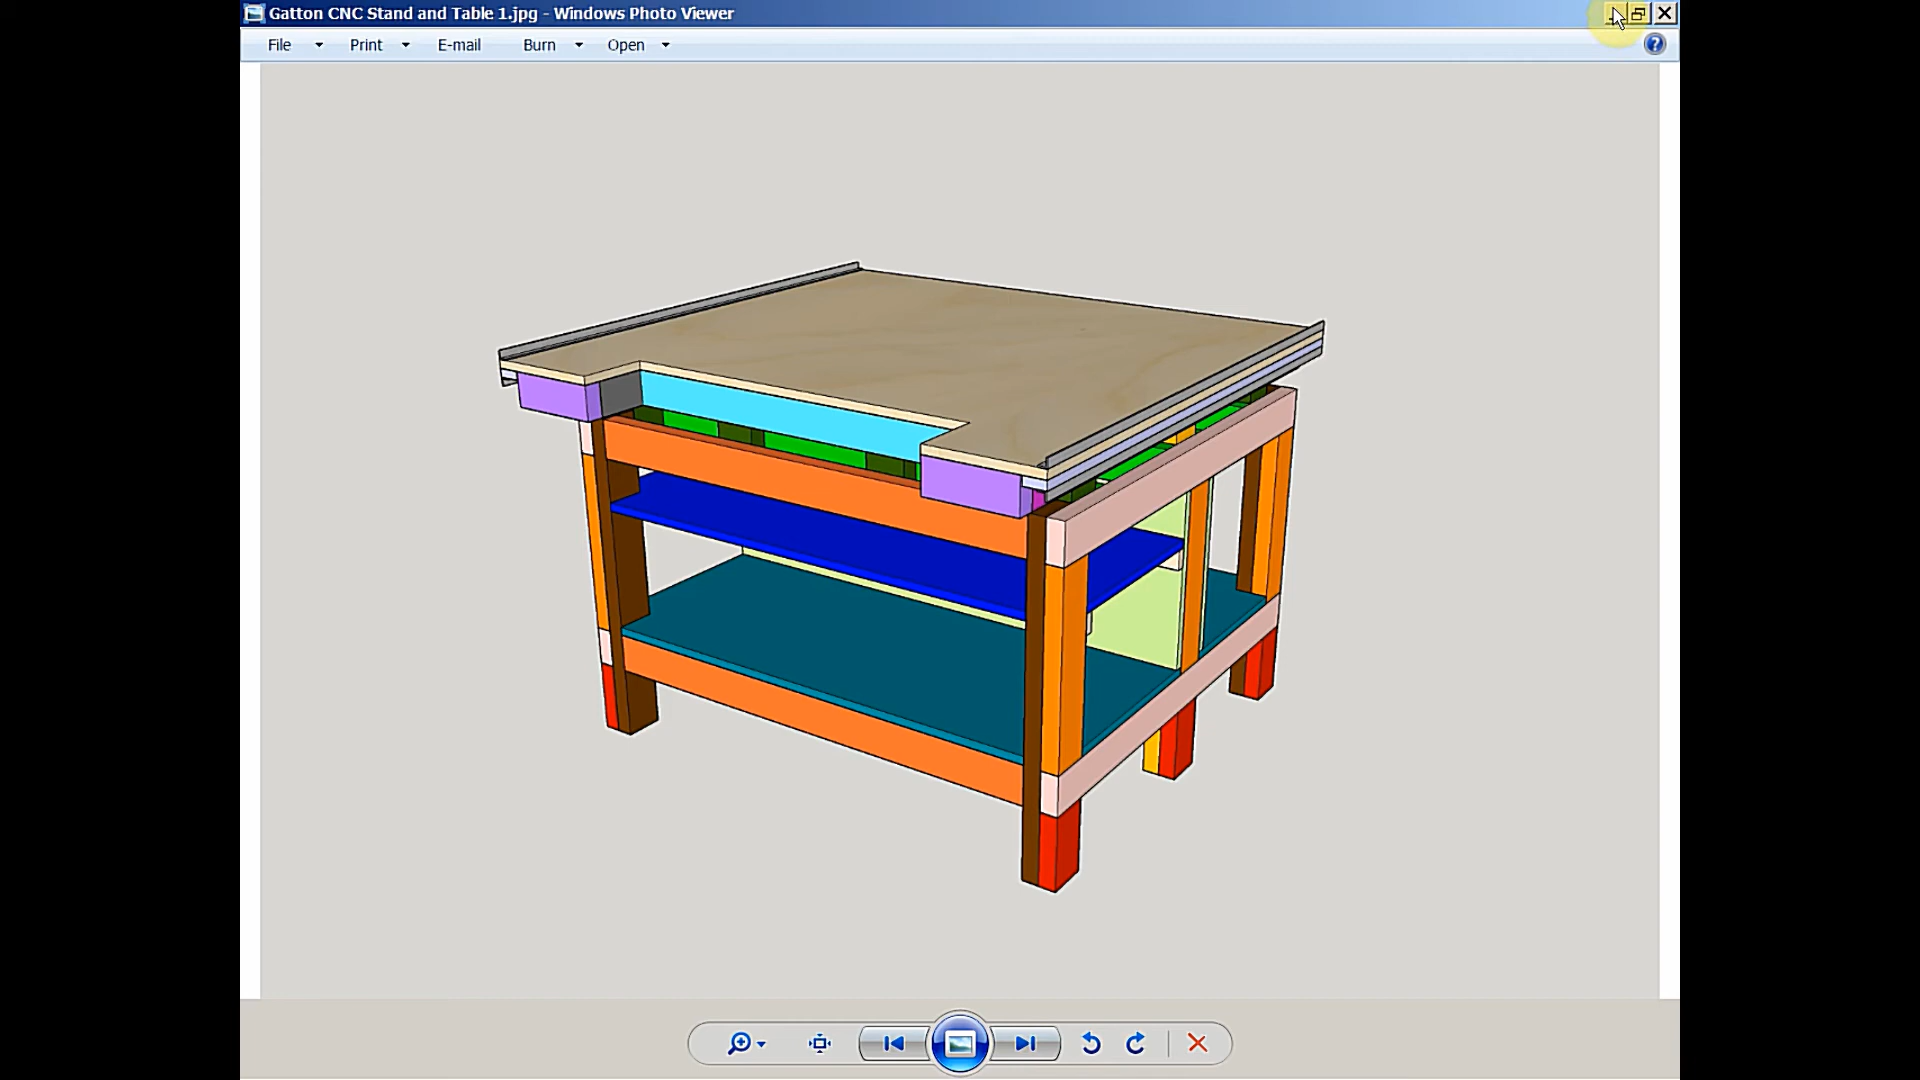 Gatton CNC Stand and Table 1.jpg - Windows Photo Viewer
File Print E-mail Burn Open